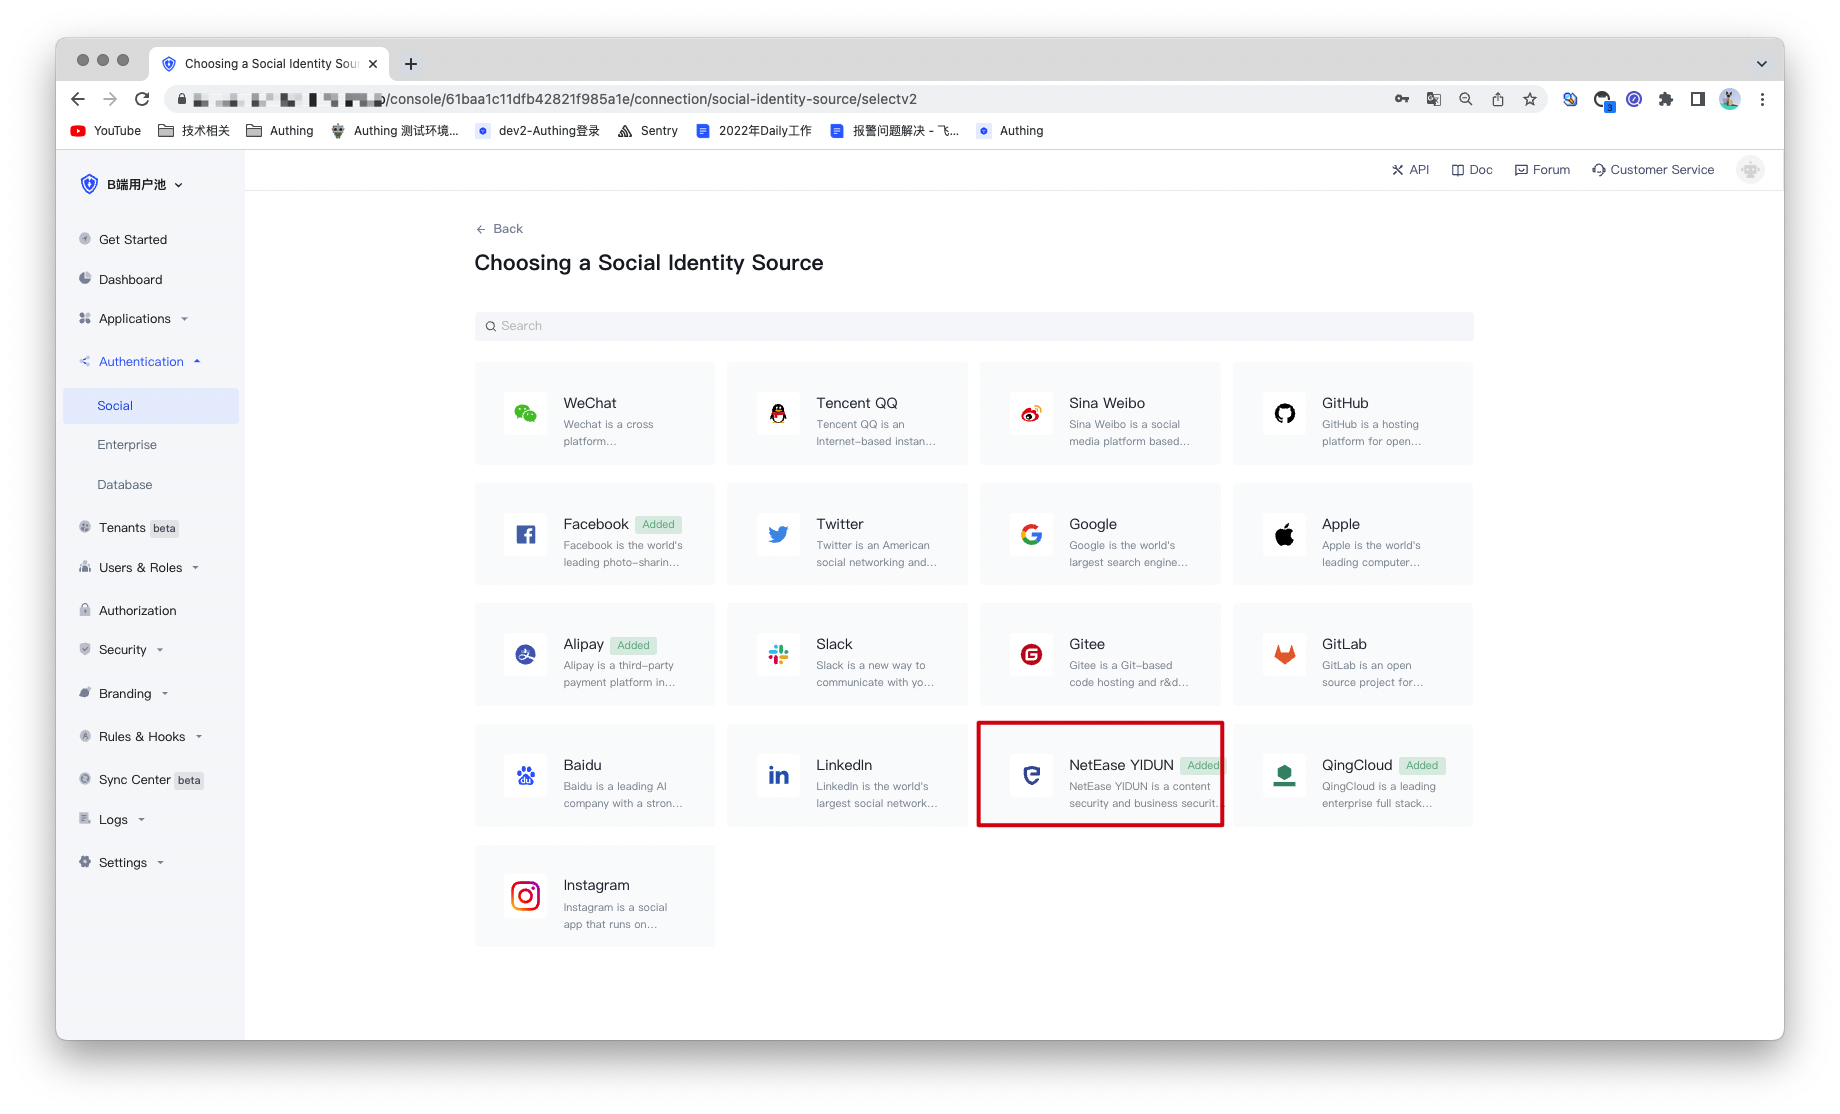 Choosing a Social Identity Sou
/console/61baa1c11dfb42821f985a1e/connection/social-identity-source/selectv2
3
YouTube
技术相关
Authing
Authing 测试环境...
dev2-Authing登录
Sentry
2022年Daily工作
报警问题解决 - 飞...
Authing
B端用户池
API
Doc
Forum
Customer Service
Get Started
Dashboard
Applications
Authentication
Social
Enterprise
Database
Tenants beta
Users & Roles
Authorization
Security
Branding
Rules & Hooks
Sync Center beta
Logs
Settings
Back
Choosing a Social Identity Source
Search
WeChat
Wechat is a cross
platform...
Tencent QQ
Tencent QQ is an
Internet-based instan...
Sina Weibo
Sina Weibo is a social
media platform based...
GitHub
GitHub is a hosting
platform for open...
Facebook Added
Facebook is the world's
leading photo-sharin...
Twitter
Twitter is an American
social networking and...
Google
Google is the world's
largest search engine...
Apple
Apple is the world's
leading computer...
Alipay Added
Alipay is a third-party
payment platform in...
Slack
Slack is a new way to
communicate with yo...
Gitee
Gitee is a Git-based
code hosting and r&d...
GitLab
GitLab is an open
source project for...
Baidu
Baidu is a leading AI
company with a stron...
LinkedIn
LinkedIn is the world's
largest social network...
NetEase YIDUN Added
NetEase YIDUN is a content
security and business securit...
QingCloud Added
QingCloud is a leading
enterprise full stack...
Instagram
Instagram is a social
app that runs on...